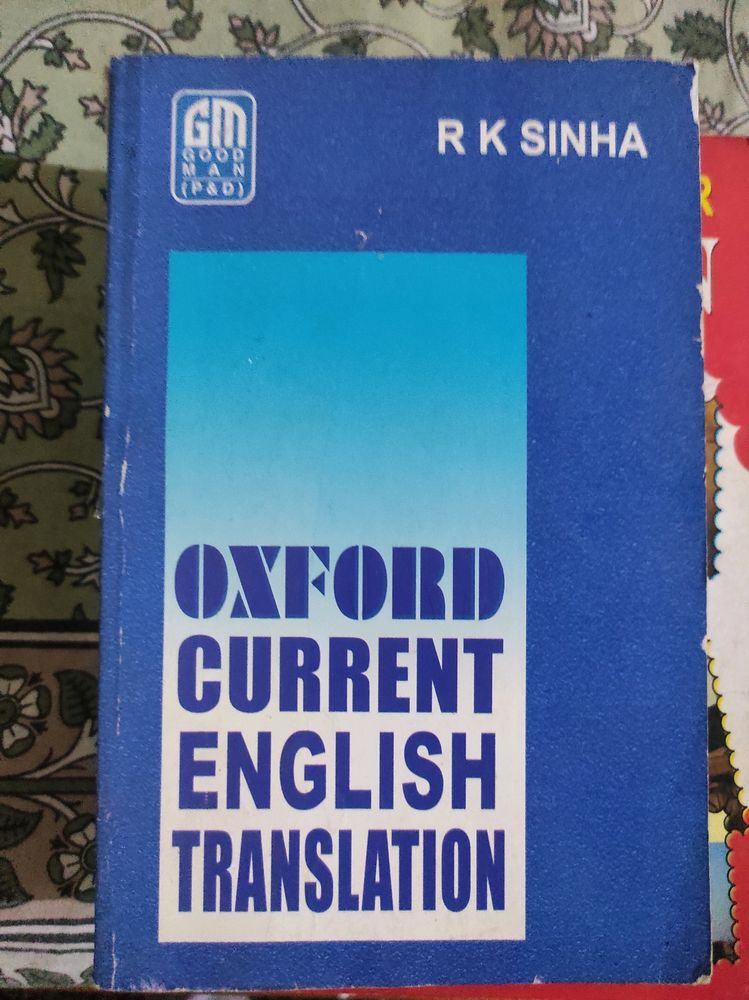 GM
GOOD
MAN
(P & D)
R K SINHA
OXFORD
CURRENT
ENGLISH
TRANSLATION
R
N